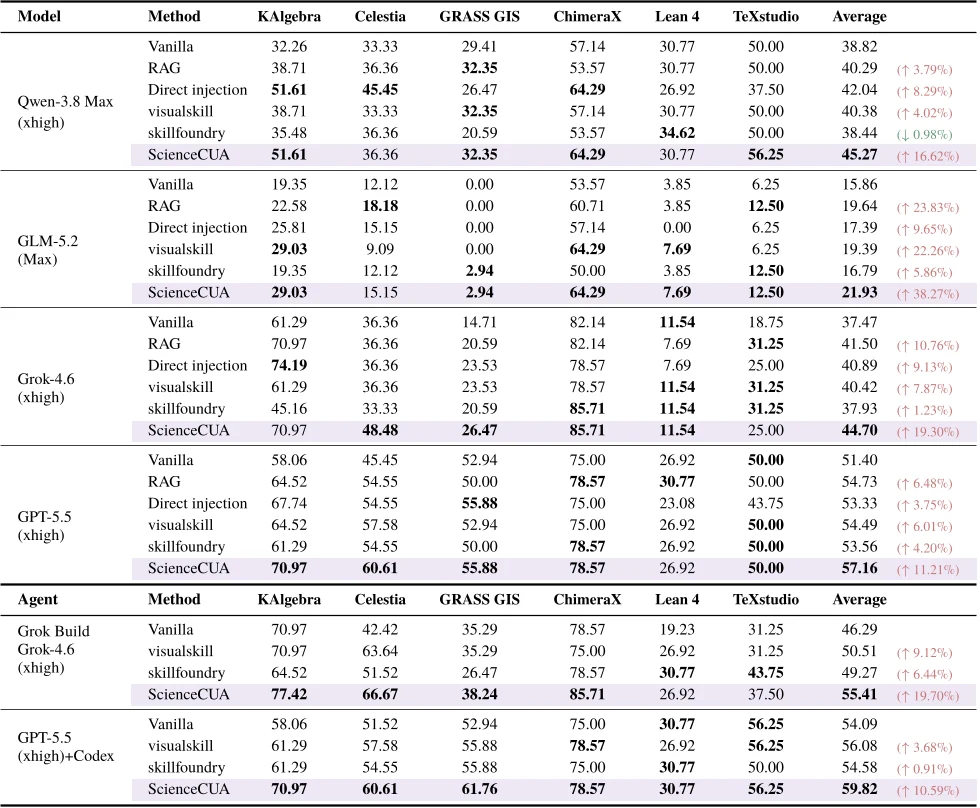 Model Method KAlgebra Celestia GRASS GIS ChimeraX Lean 4 TeXstudio Average
Qwen-3.8 Max
(xhigh)
Vanilla 32.26 33.33 29.41 57.14 30.77 50.00 38.82
RAG 38.71 36.36 32.35 53.57 30.77 50.00 40.29 (↑ 3.79%)
Direct injection 51.61 45.45 26.47 64.29 26.92 37.50 42.04 (↑ 8.29%)
visualskill 38.71 33.33 32.35 57.14 30.77 50.00 40.38 (↑ 4.02%)
skillfoundry 35.48 36.36 20.59 53.57 34.62 50.00 38.44 (↓ 0.98%)
ScienceCUA 51.61 36.36 32.35 64.29 30.77 56.25 45.27 (↑ 16.62%)
GLM-5.2
(Max)
Vanilla 19.35 12.12 0.00 53.57 3.85 6.25 15.86
RAG 22.58 18.18 0.00 60.71 3.85 12.50 19.64 (↑ 23.83%)
Direct injection 25.81 15.15 0.00 57.14 0.00 6.25 17.39 (↑ 9.65%)
visualskill 29.03 9.09 0.00 64.29 7.69 6.25 19.39 (↑ 22.26%)
skillfoundry 19.35 12.12 2.94 50.00 3.85 12.50 16.79 (↑ 5.86%)
ScienceCUA 29.03 15.15 2.94 64.29 7.69 12.50 21.93 (↑ 38.27%)
Grok-4.6
(xhigh)
Vanilla 61.29 36.36 14.71 82.14 11.54 18.75 37.47
RAG 70.97 36.36 20.59 82.14 7.69 31.25 41.50 (↑ 10.76%)
Direct injection 74.19 36.36 23.53 78.57 7.69 25.00 40.89 (↑ 9.13%)
visualskill 61.29 36.36 23.53 78.57 11.54 31.25 40.42 (↑ 7.87%)
skillfoundry 45.16 33.33 20.59 85.71 11.54 31.25 37.93 (↑ 1.23%)
ScienceCUA 70.97 48.48 26.47 85.71 11.54 25.00 44.70 (↑ 19.30%)
GPT-5.5
(xhigh)
Vanilla 58.06 45.45 52.94 75.00 26.92 50.00 51.40
RAG 64.52 54.55 50.00 78.57 30.77 50.00 54.73 (↑ 6.48%)
Direct injection 67.74 54.55 55.88 75.00 23.08 43.75 53.33 (↑ 3.75%)
visualskill 64.52 57.58 52.94 75.00 26.92 50.00 54.49 (↑ 6.01%)
skillfoundry 61.29 54.55 50.00 78.57 26.92 50.00 53.56 (↑ 4.20%)
ScienceCUA 70.97 60.61 55.88 78.57 26.92 50.00 57.16 (↑ 11.21%)
Agent Method KAlgebra Celestia GRASS GIS ChimeraX Lean 4 TeXstudio Average
Grok Build
Grok-4.6
(xhigh)
Vanilla 70.97 42.42 35.29 78.57 19.23 31.25 46.29
visualskill 70.97 63.64 35.29 75.00 26.92 31.25 50.51 (↑ 9.12%)
skillfoundry 64.52 51.52 26.47 78.57 30.77 43.75 49.27 (↑ 6.44%)
ScienceCUA 77.42 66.67 38.24 85.71 26.92 37.50 55.41 (↑ 19.70%)
GPT-5.5
(xhigh)+Codex
Vanilla 58.06 51.52 52.94 75.00 30.77 56.25 54.09
visualskill 61.29 57.58 55.88 78.57 26.92 56.25 56.08 (↑ 3.68%)
skillfoundry 61.29 54.55 55.88 75.00 30.77 50.00 54.58 (↑ 0.91%)
ScienceCUA 70.97 60.61 61.76 78.57 30.77 56.25 59.82 (↑ 10.59%)